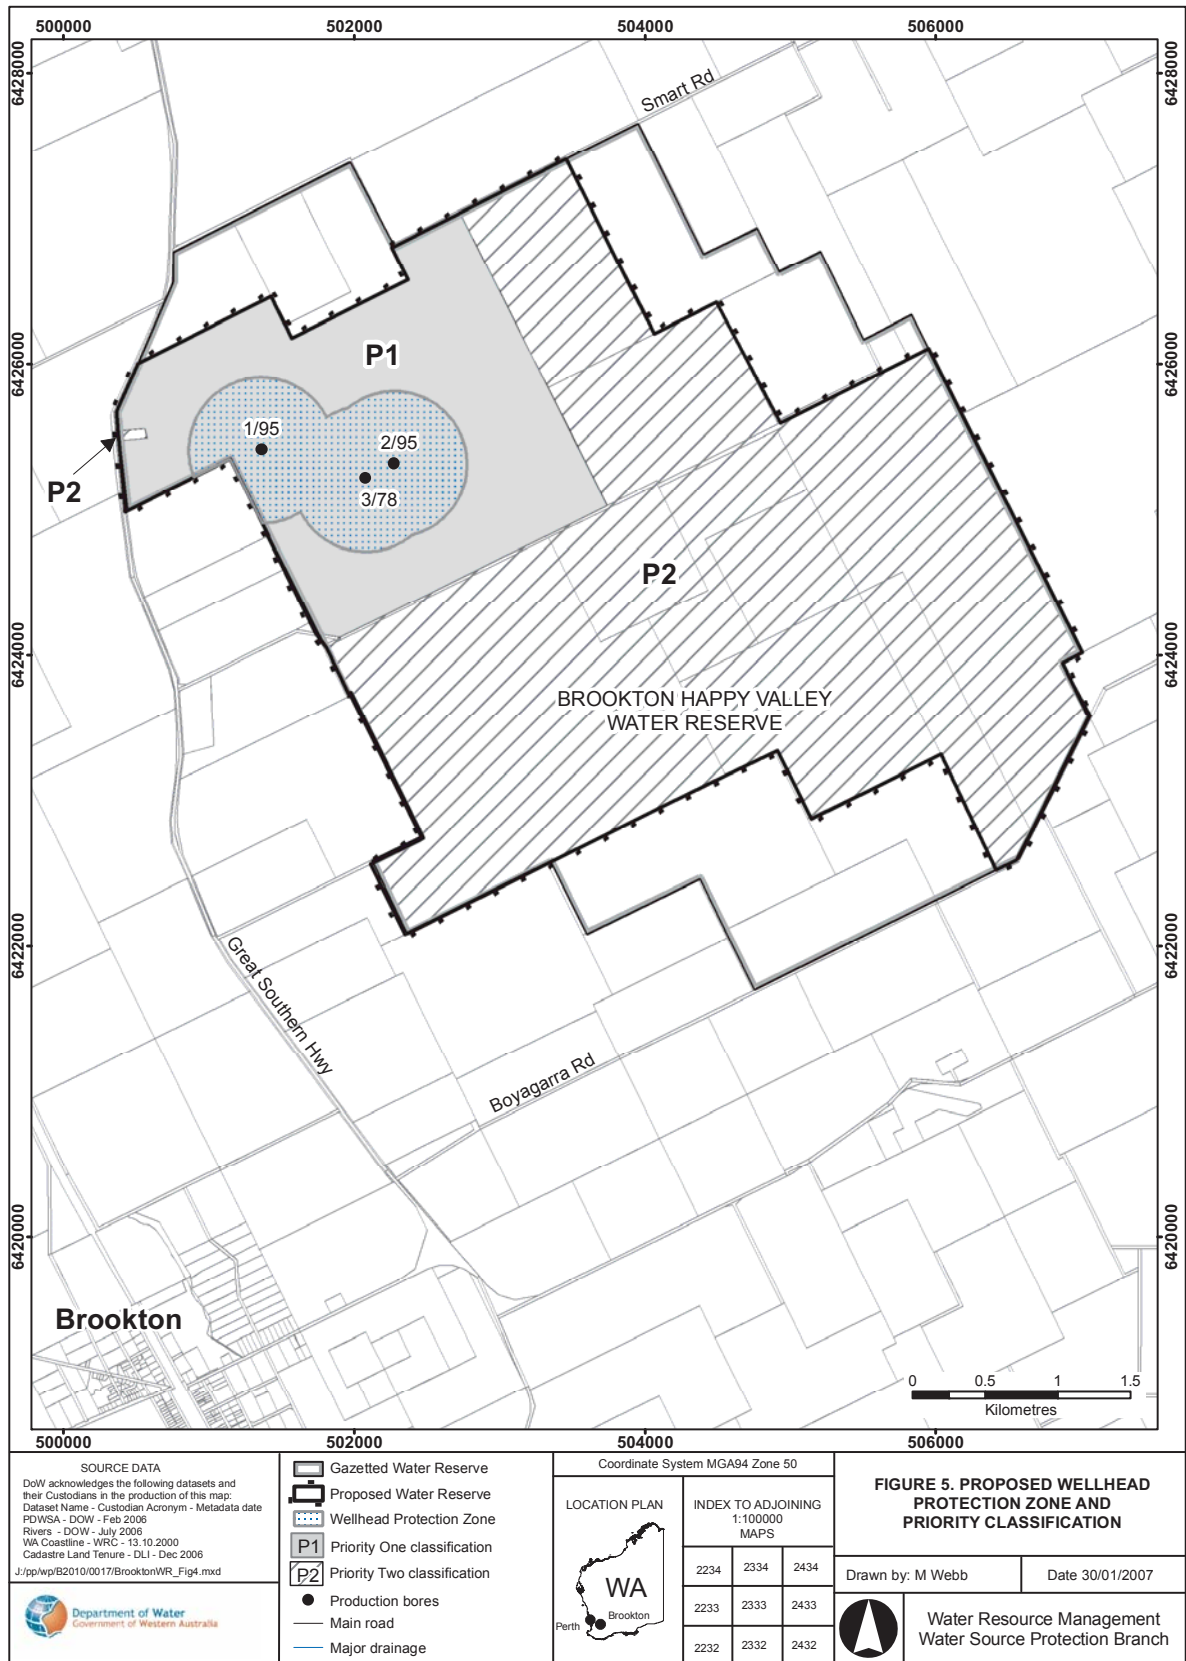 500000 502000 504000 506000
6428000
6428000
Smart Rd
6426000
6426000
P1
1/95
2/95
3/78
P2
P2
6424000
6424000
BROOKTON HAPPY VALLEY
WATER RESERVE
6422000
6422000
Great Southern Hwy
Boyagarra Rd
6420000
6420000
Brookton
0 0.5 1 1.5
Kilometres
500000 502000 504000 506000
SOURCE DATA
DoW acknowledges the following datasets and
their Custodians in the production of this map:
Dataset Name - Custodian Acronym - Metadata date
PDWSA - DOW - Feb 2006
Rivers - DOW - July 2006
WA Coastline - WRC - 13.10.2000
Cadastre Land Tenure - DLI - Dec 2006
J:/pp/wp/B2010/0017/BrooktonWR_Fig4.mxd
Department of Water
Government of Western Australia
Gazetted Water Reserve
Proposed Water Reserve
Wellhead Protection Zone
P1 Priority One classification
P2 Priority Two classification
Production bores
Main road
Major drainage
Coordinate System MGA94 Zone 50
LOCATION PLAN
WA
Perth
Brookton
INDEX TO ADJOINING
1:100000
MAPS
2234 2334 2434
2233 2333 2433
2232 2332 2432
FIGURE 5. PROPOSED WELLHEAD
PROTECTION ZONE AND
PRIORITY CLASSIFICATION
Drawn by: M Webb
Date 30/01/2007
Water Resource Management
Water Source Protection Branch